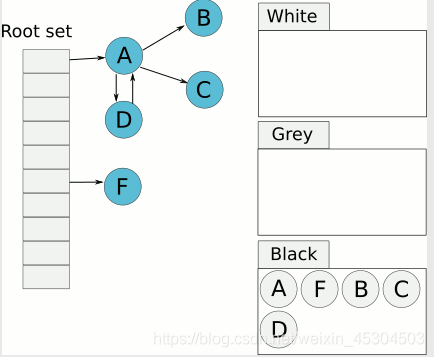 Root set
A
B
C
D
F
White
Grey
Black
A F B C
D
https://blog.csdn.net/weixin_45304503